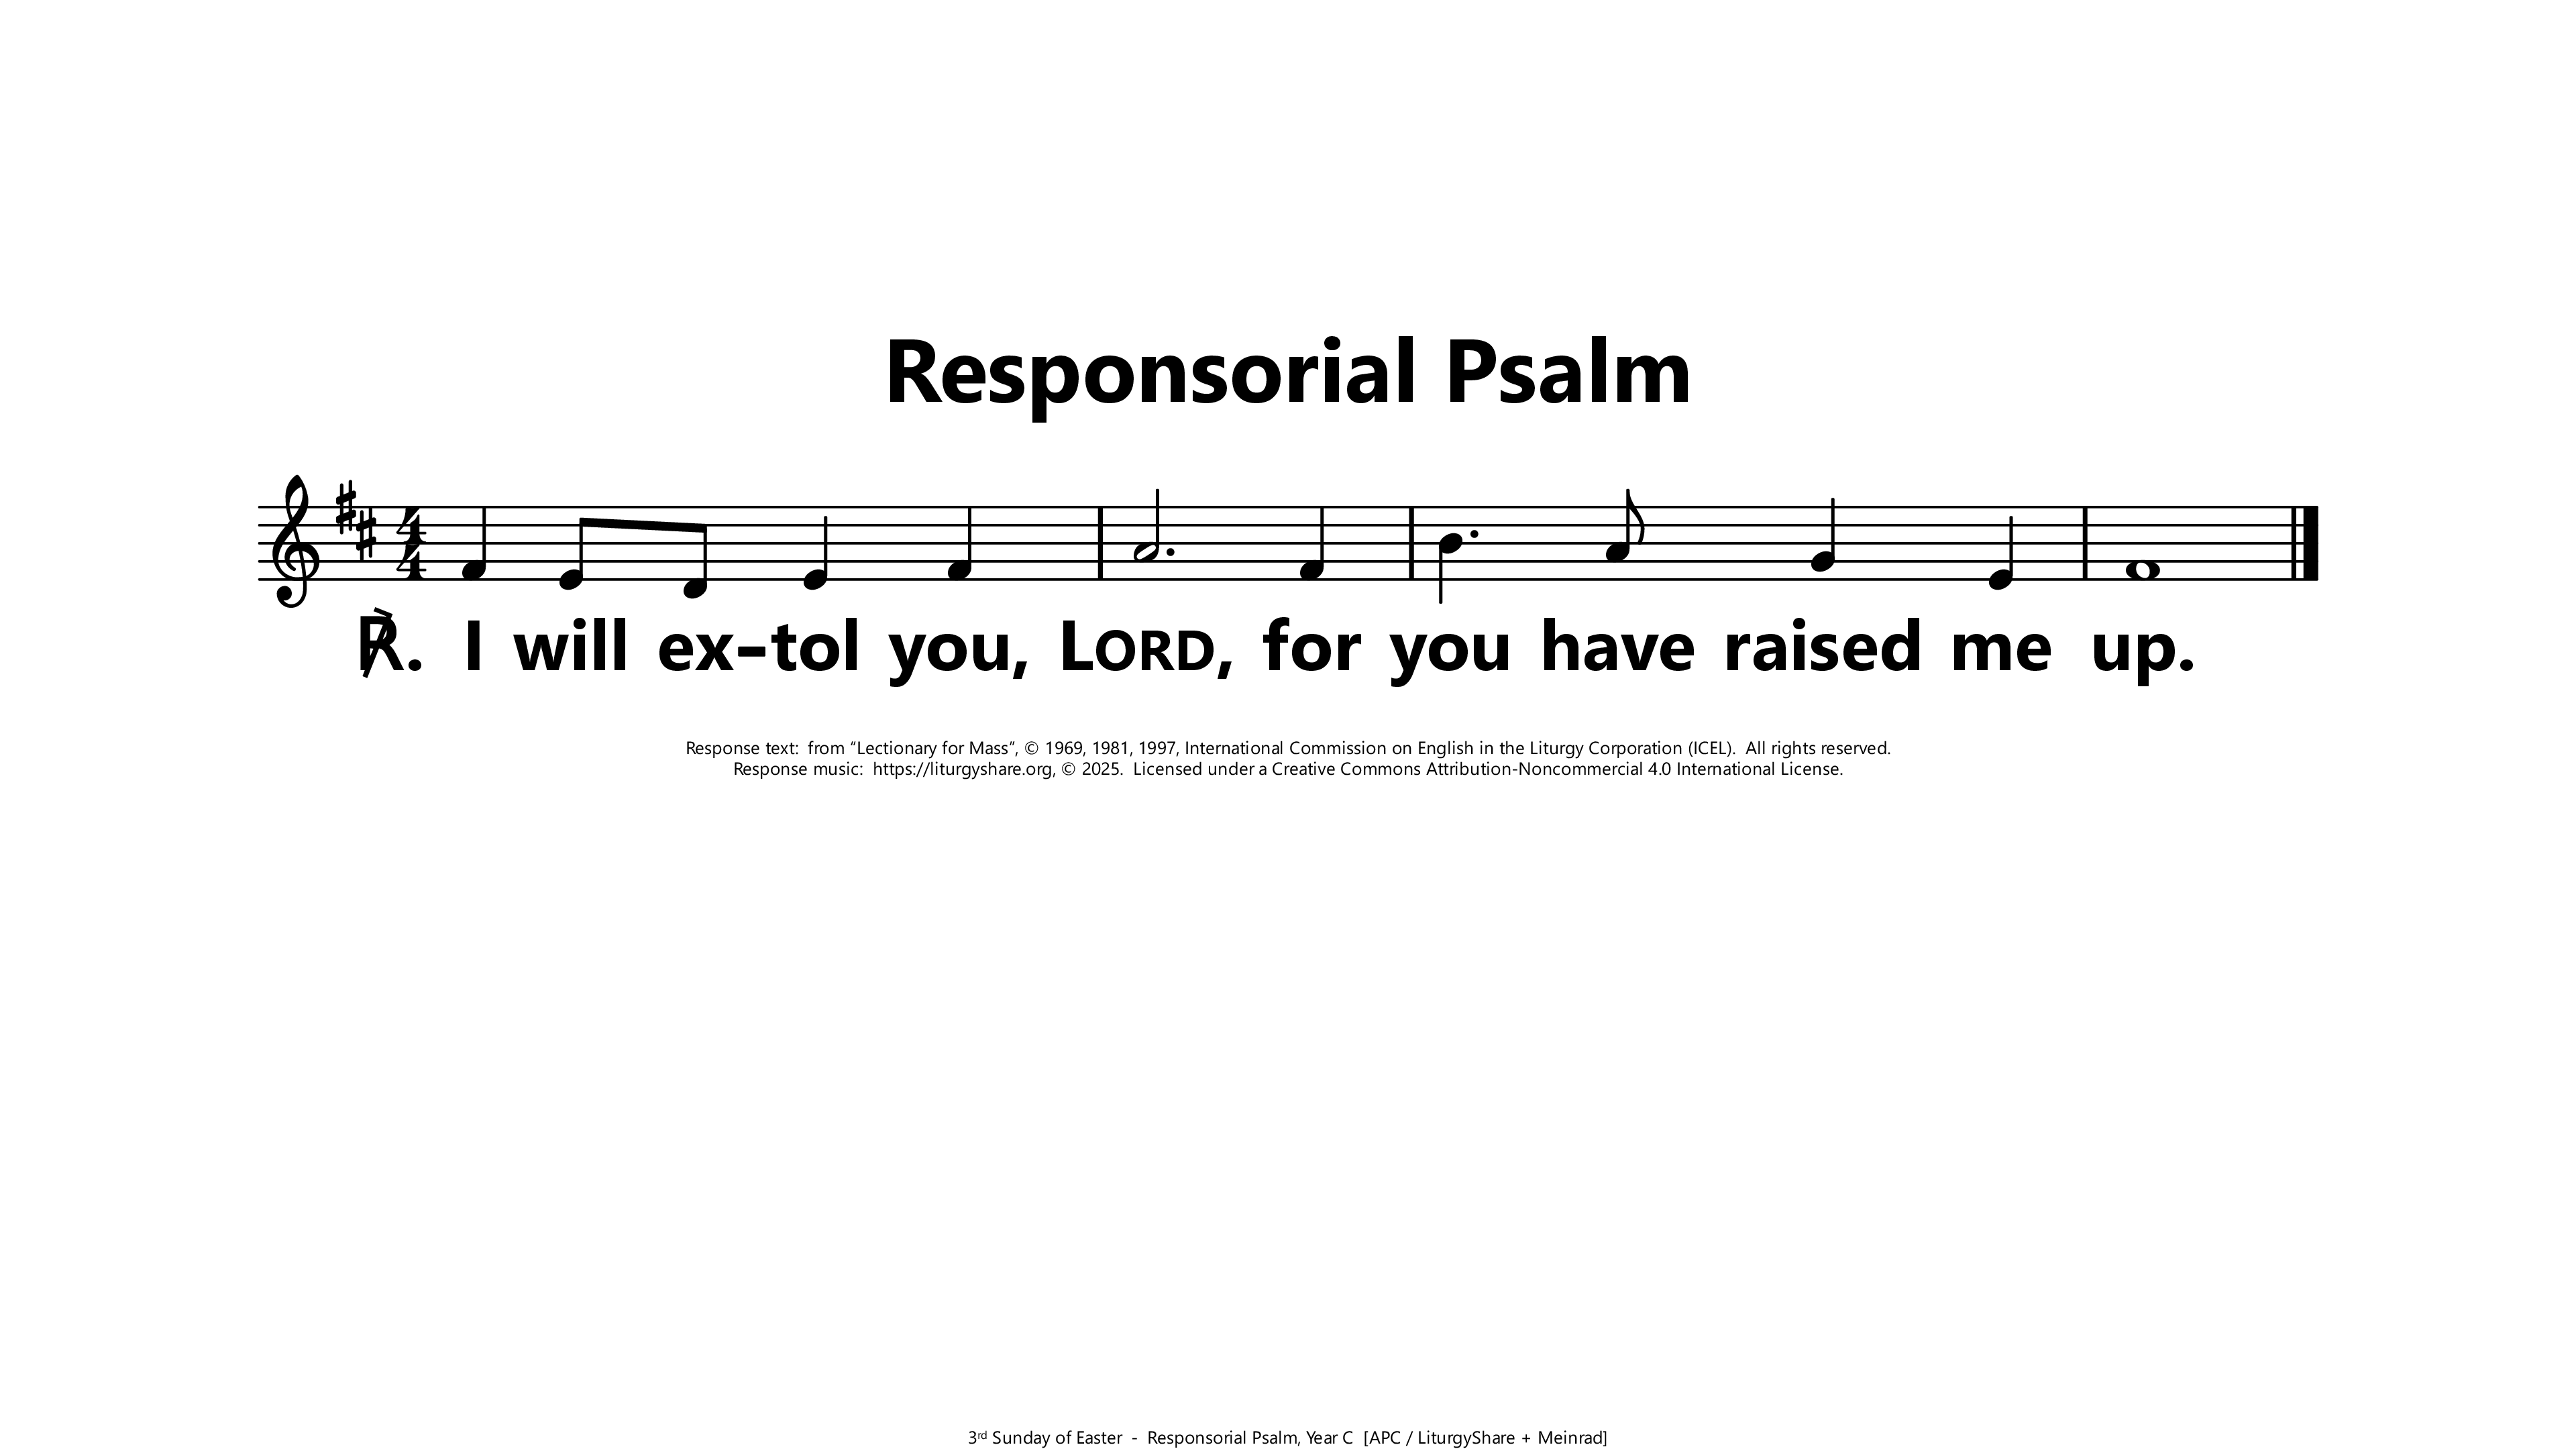 Responsorial Psalm
℟. I will ex-tol you, LORD, for you have raised me up.
Response text: from “Lectionary for Mass”, © 1969, 1981, 1997, International Commission on English in the Liturgy Corporation (ICEL). All rights reserved.
Response music: https://liturgyshare.org, © 2025. Licensed under a Creative Commons Attribution-Noncommercial 4.0 International License.
3rd Sunday of Easter - Responsorial Psalm, Year C [APC / LiturgyShare + Meinrad]